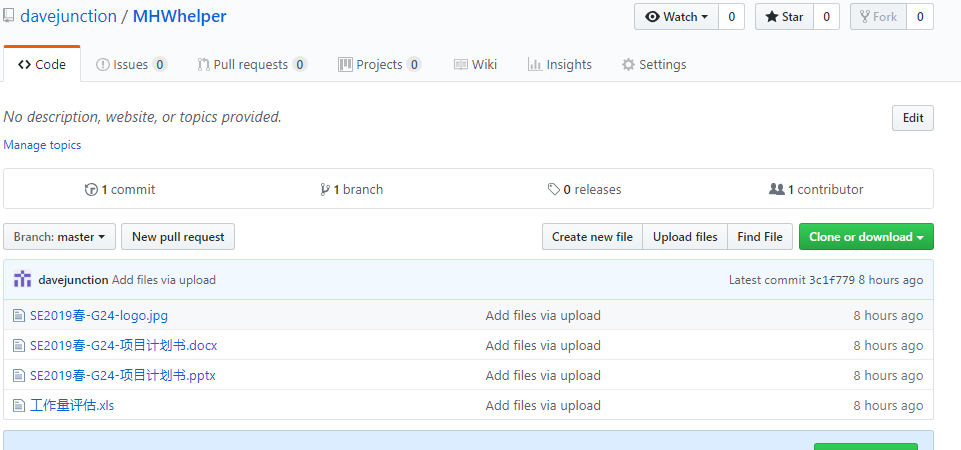 davejunction / MHWhelper
Watch 0 Star 0 Fork 0
Code Issues 0 Pull requests 0 Projects 0 Wiki Insights Settings
No description, website, or topics provided. Edit
Manage topics
1 commit 1 branch 0 releases 1 contributor
Branch: master New pull request Create new file Upload files Find File Clone or download
davejunction Add files via upload Latest commit 3c1f779 8 hours ago
SE2019春-G24-logo.jpg Add files via upload 8 hours ago
SE2019春-G24-项目计划书.docx Add files via upload 8 hours ago
SE2019春-G24-项目计划书.pptx Add files via upload 8 hours ago
工作量评估.xls Add files via upload 8 hours ago